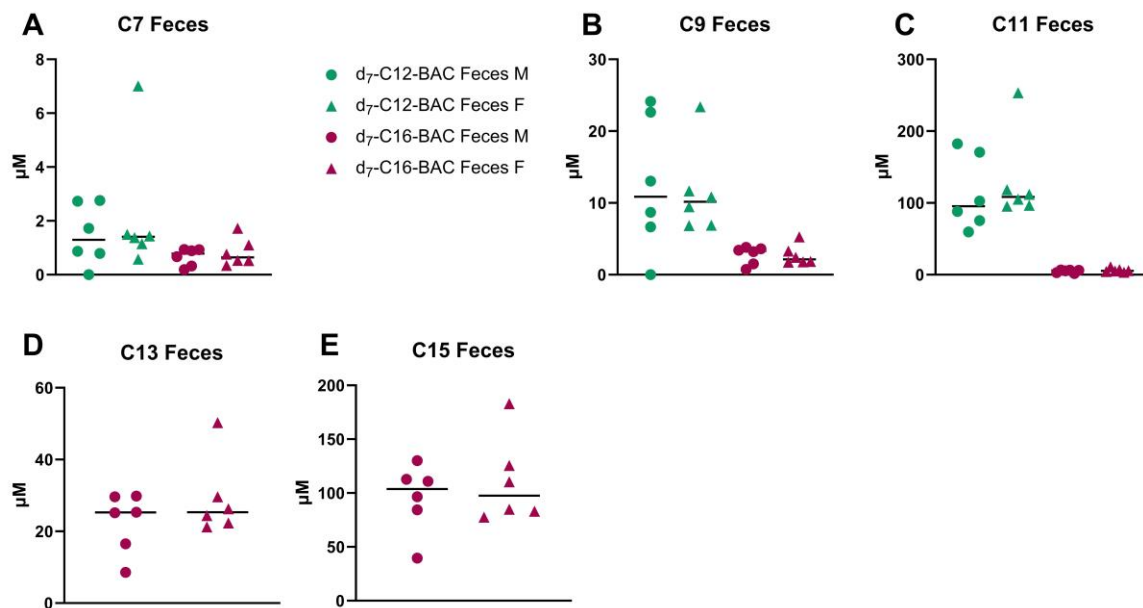 A
C7 Feces
8
6
4
2
0
µM
d₇-C12-BAC Feces M
d₇-C12-BAC Feces F
d₇-C16-BAC Feces M
d₇-C16-BAC Feces F
B
C9 Feces
30
20
10
0
µM
C
C11 Feces
300
200
100
0
µM
D
C13 Feces
60
40
20
0
µM
E
C15 Feces
200
150
100
50
0
µM